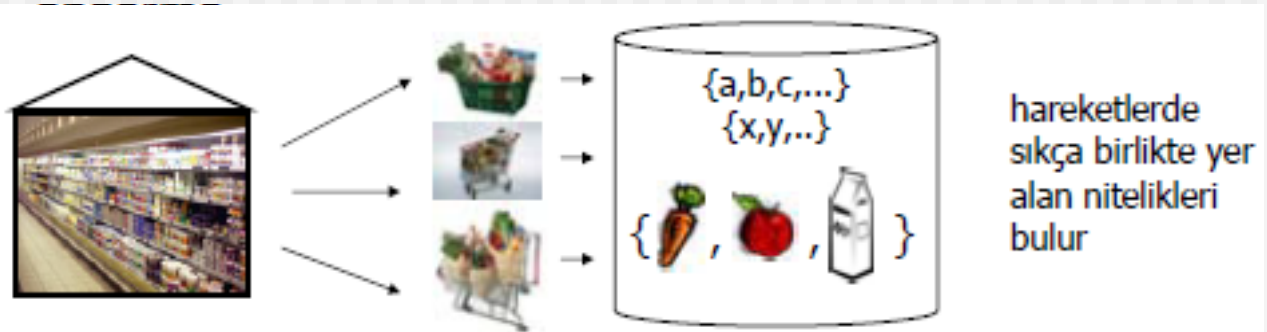 {a,b,c,...}
{x,y,..}
{ , , }
hareketlerde
sıkça birlikte yer
alan nitelikleri
bulur